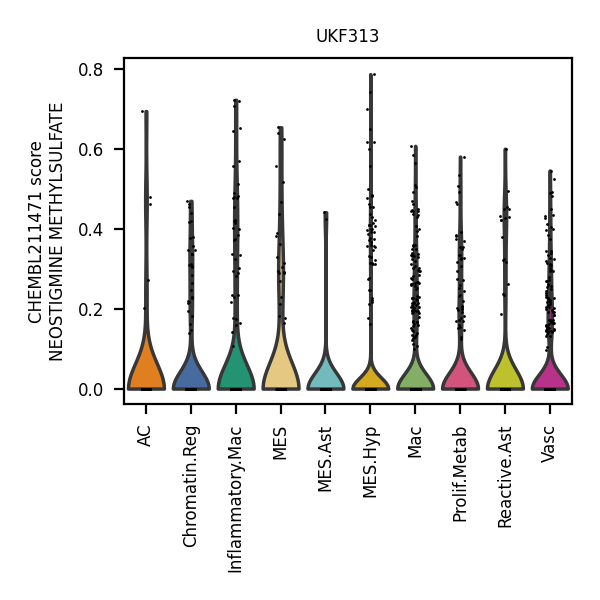 UKF313
CHEMBL211471 score
NEOSTIGMINE METHYLSULFATE
0.8
0.6
0.4
0.2
0.0
AC
Chromatin.Reg
Inflammatory.Mac
MES
MES.Ast
MES.Hyp
Mac
Prolif.Metab
Reactive.Ast
Vasc